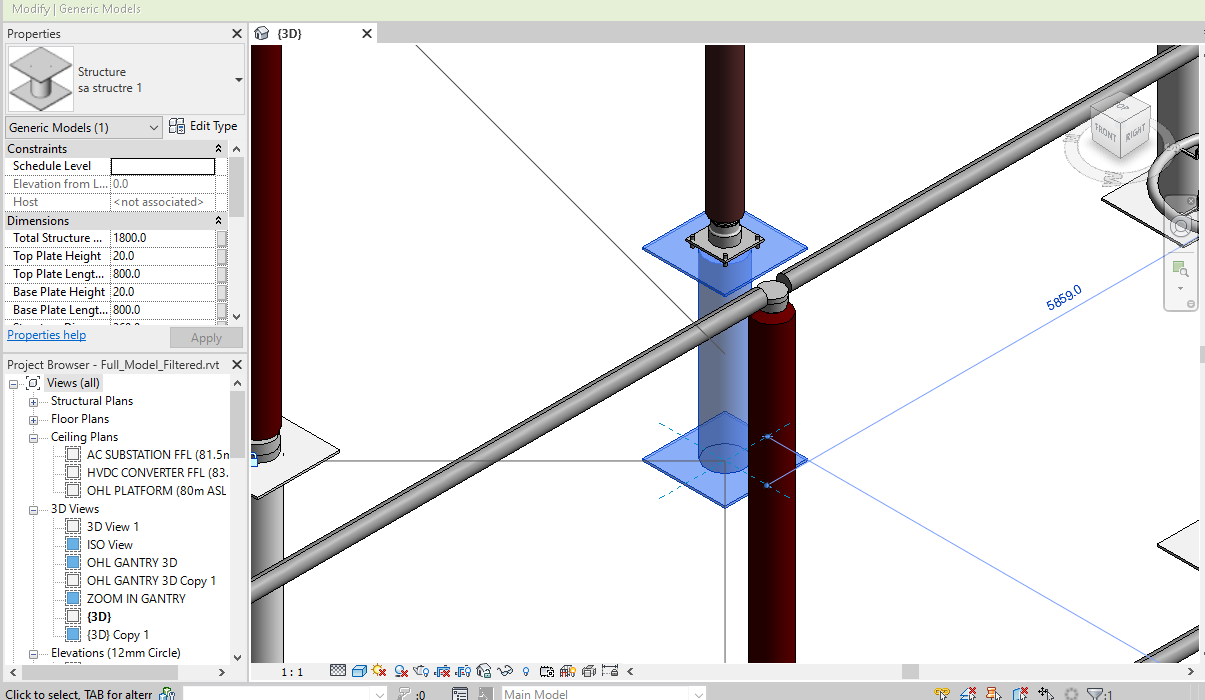 Modify | Generic Models
Properties
{3D}
Structure
sa structre 1
Generic Models (1)
Edit Type
Constraints
Schedule Level
Elevation from L... 0.0
Host <not associated>
Dimensions
Total Structure ... 1800.0
Top Plate Height 20.0
Top Plate Lengt... 800.0
Base Plate Height 20.0
Base Plate Lengt... 800.0
Properties help
Apply
Project Browser - Full_Model_Filtered.rvt
Views (all)
Structural Plans
Floor Plans
Ceiling Plans
AC SUBSTATION FFL (81.5m
HVDC CONVERTER FFL (83.
OHL PLATFORM (80m ASL
3D Views
3D View 1
ISO View
OHL GANTRY 3D
OHL GANTRY 3D Copy 1
ZOOM IN GANTRY
{3D}
{3D} Copy 1
Elevations (12mm Circle)
TOP
FRONT
RIGHT
5859.0
1 : 1
Click to select, TAB for alterr
:0
Main Model
:1